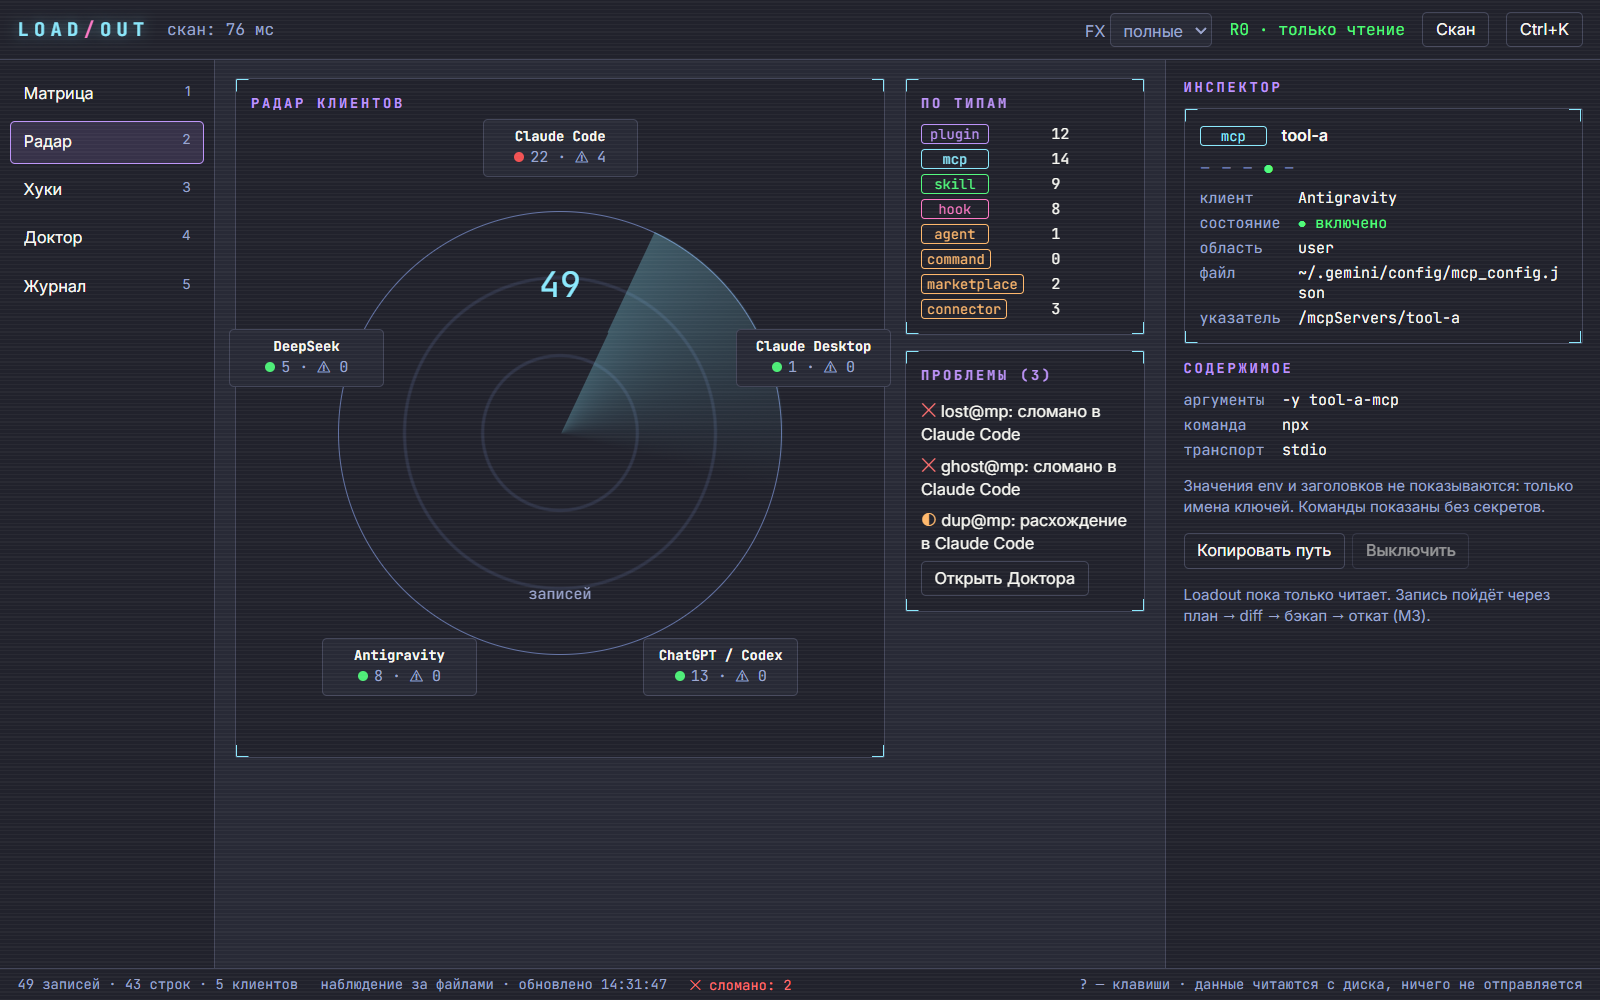 LOAD/OUT скан: 76 мс
FX полные R0 · только чтение Скан Ctrl+K
Матрица 1
Радар 2
Хуки 3
Доктор 4
Журнал 5
РАДАР КЛИЕНТОВ
Claude Code
22 · ⚠ 4
49
DeepSeek
5 · ⚠ 0
Claude Desktop
1 · ⚠ 0
записей
Antigravity
8 · ⚠ 0
ChatGPT / Codex
13 · ⚠ 0
ПО ТИПАМ
plugin 12
mcp 14
skill 9
hook 8
agent 1
command 0
marketplace 2
connector 3
ПРОБЛЕМЫ (3)
lost@mp: сломано в
Claude Code
ghost@mp: сломано в
Claude Code
dup@mp: расхождение
в Claude Code
Открыть Доктора
ИНСПЕКТОР
mcp tool-a
— — — ● —
клиент Antigravity
состояние ● включено
область user
файл ~/.gemini/config/mcp_config.j
son
указатель /mcpServers/tool-a
СОДЕРЖИМОЕ
аргументы -y tool-a-mcp
команда npx
транспорт stdio
Значения env и заголовков не показываются: только
имена ключей. Команды показаны без секретов.
Копировать путь Выключить
Loadout пока только читает. Запись пойдёт через
план → diff → бэкап → откат (M3).
49 записей · 43 строк · 5 клиентов наблюдение за файлами · обновлено 14:31:47 ✕ сломано: 2
? — клавиши · данные читаются с диска, ничего не отправляется